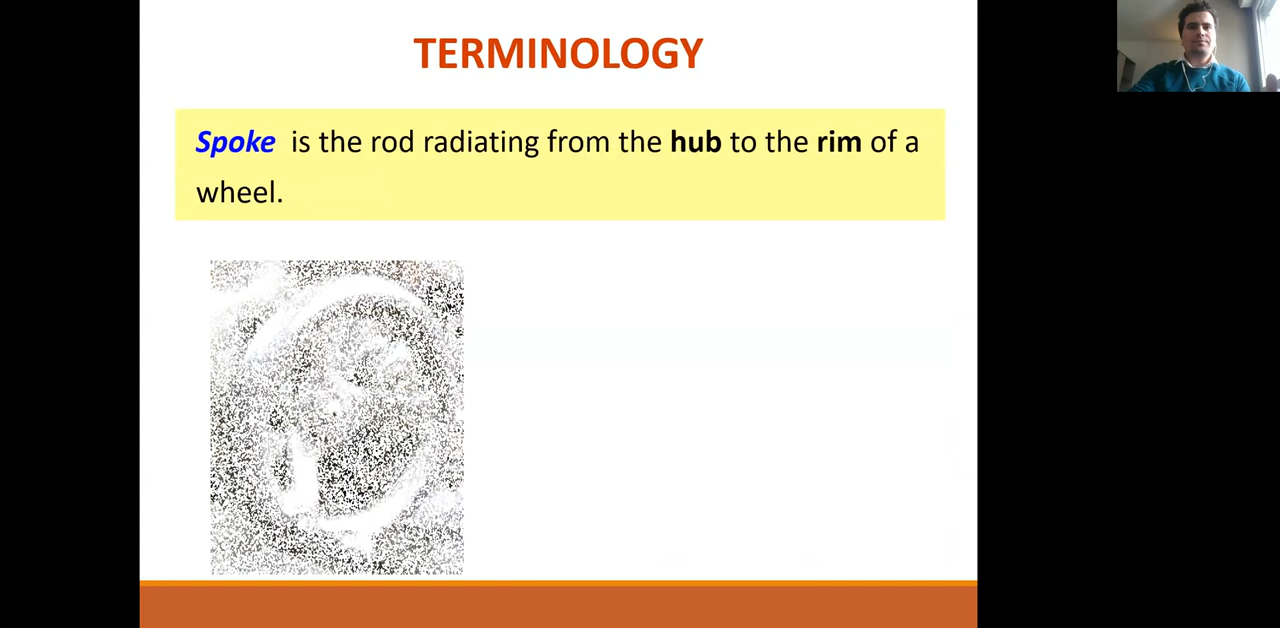 TERMINOLOGY
Spoke is the rod radiating from the hub to the rim of a
wheel.